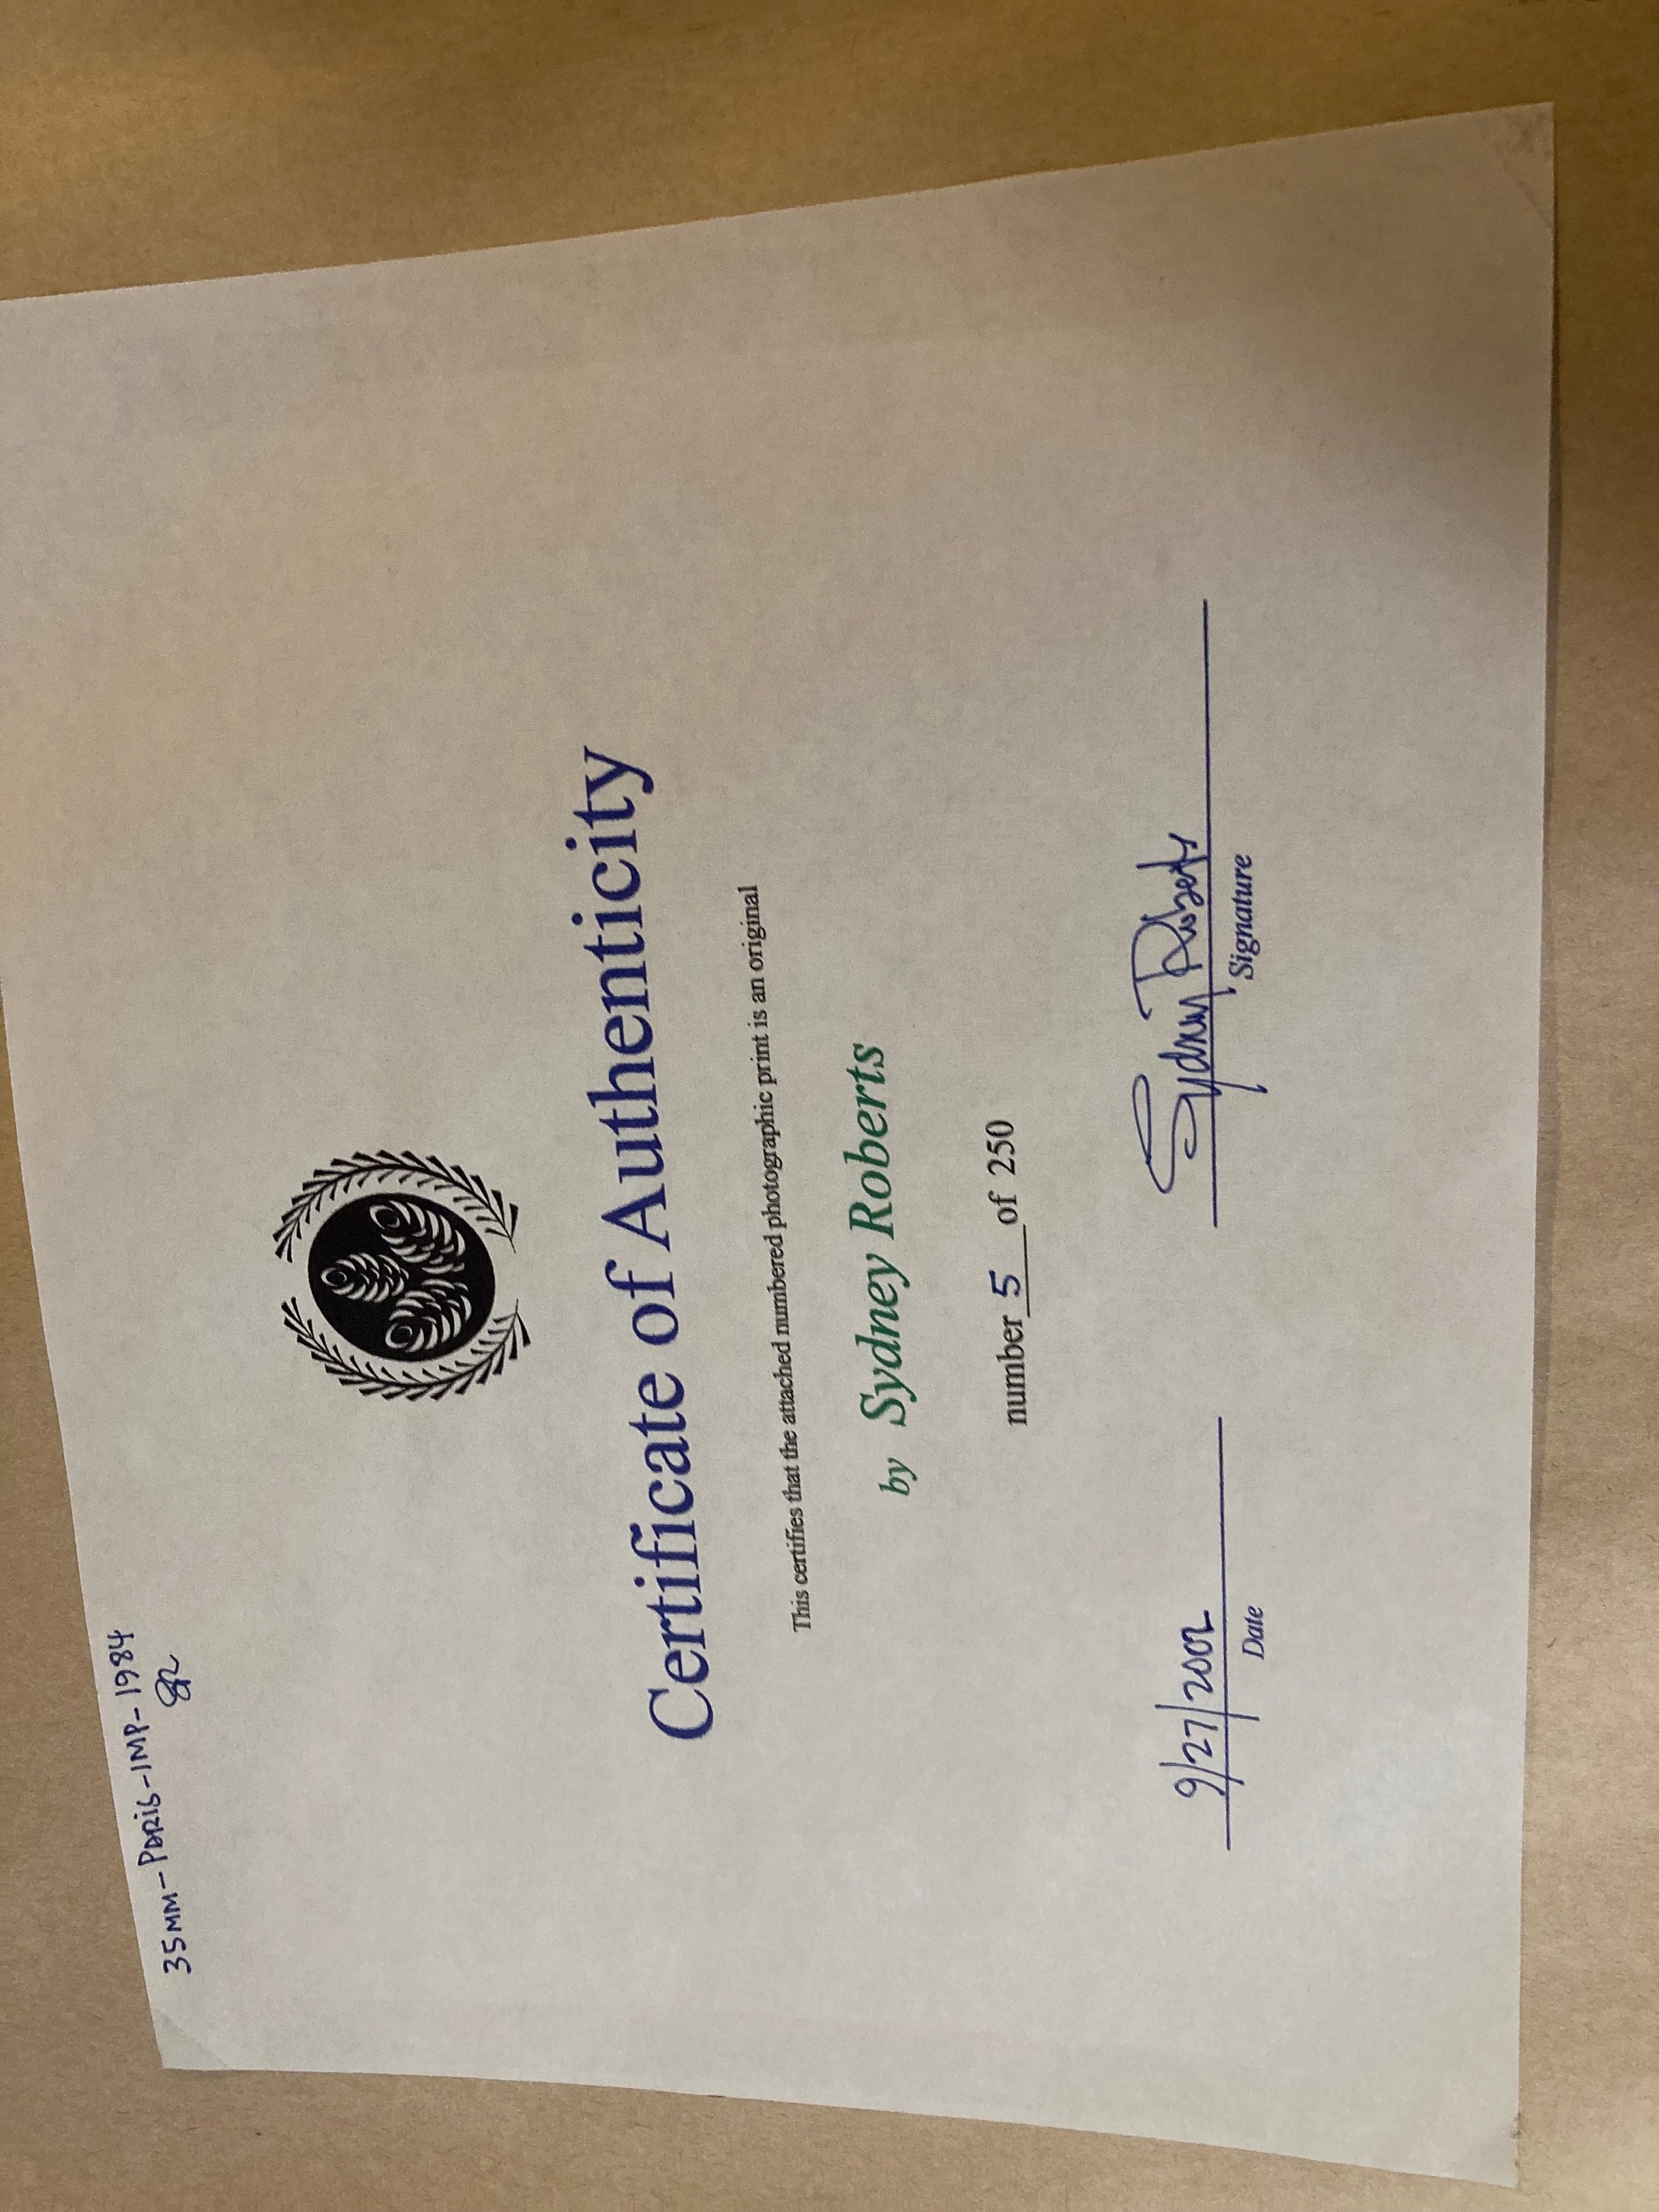 35MM-PARIS-IMP-1984
SR
Certificate of Authenticity
This certifies that the attached numbered photographic print is an original
by Sydney Roberts
number 5 of 250
9/27/2002 Sydney Roberts
Date Signature